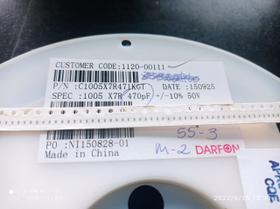 CUSTOMER CODE:1120-00111
P/N :C1005X7R471KGT DATE :150925
SPEC :1005 X7R 470pF +/-10% 50V
PO :NI150828-01
Made in China
55-3
M-2 DARFON